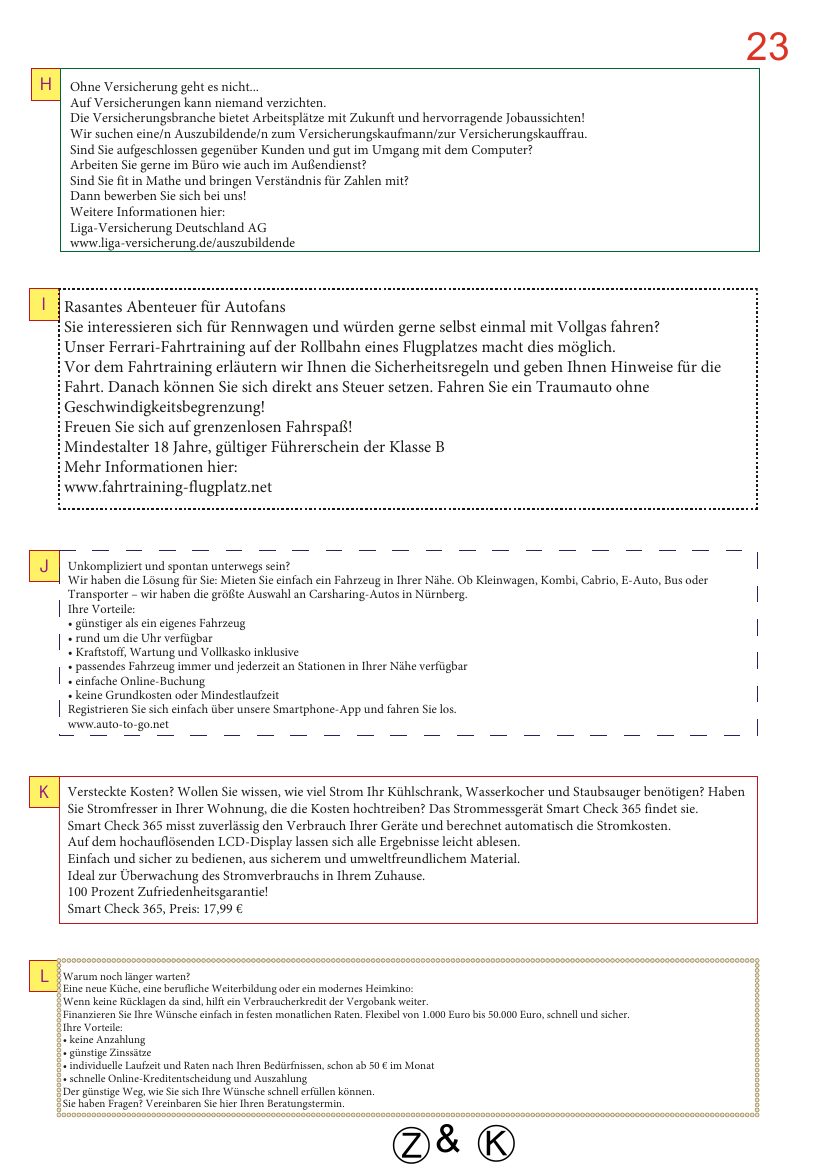 23
H
Ohne Versicherung geht es nicht...
Auf Versicherungen kann niemand verzichten.
Die Versicherungsbranche bietet Arbeitsplätze mit Zukunft und hervorragende Jobaussichten!
Wir suchen eine/n Auszubildende/n zum Versicherungskaufmann/zur Versicherungskauffrau.
Sind Sie aufgeschlossen gegenüber Kunden und gut im Umgang mit dem Computer?
Arbeiten Sie gerne im Büro wie auch im Außendienst?
Sind Sie fit in Mathe und bringen Verständnis für Zahlen mit?
Dann bewerben Sie sich bei uns!
Weitere Informationen hier:
Liga-Versicherung Deutschland AG
www.liga-versicherung.de/auszubildende
I
Rasantes Abenteuer für Autofans
Sie interessieren sich für Rennwagen und würden gerne selbst einmal mit Vollgas fahren?
Unser Ferrari-Fahrtraining auf der Rollbahn eines Flugplatzes macht dies möglich.
Vor dem Fahrtraining erläutern wir Ihnen die Sicherheitsregeln und geben Ihnen Hinweise für die
Fahrt. Danach können Sie sich direkt ans Steuer setzen. Fahren Sie ein Traumauto ohne
Geschwindigkeitsbegrenzung!
Freuen Sie sich auf grenzenlosen Fahrspaß!
Mindestalter 18 Jahre, gültiger Führerschein der Klasse B
Mehr Informationen hier:
www.fahrtraining-flugplatz.net
J
Unkompliziert und spontan unterwegs sein?
Wir haben die Lösung für Sie: Mieten Sie einfach ein Fahrzeug in Ihrer Nähe. Ob Kleinwagen, Kombi, Cabrio, E-Auto, Bus oder
Transporter – wir haben die größte Auswahl an Carsharing-Autos in Nürnberg.
Ihre Vorteile:
• günstiger als ein eigenes Fahrzeug
• rund um die Uhr verfügbar
• Kraftstoff, Wartung und Vollkasko inklusive
• passendes Fahrzeug immer und jederzeit an Stationen in Ihrer Nähe verfügbar
• einfache Online-Buchung
• keine Grundkosten oder Mindestlaufzeit
Registrieren Sie sich einfach über unsere Smartphone-App und fahren Sie los.
www.auto-to-go.net
K
Versteckte Kosten? Wollen Sie wissen, wie viel Strom Ihr Kühlschrank, Wasserkocher und Staubsauger benötigen? Haben
Sie Stromfresser in Ihrer Wohnung, die die Kosten hochtreiben? Das Strommessgerät Smart Check 365 findet sie.
Smart Check 365 misst zuverlässig den Verbrauch Ihrer Geräte und berechnet automatisch die Stromkosten.
Auf dem hochauflösenden LCD-Display lassen sich alle Ergebnisse leicht ablesen.
Einfach und sicher zu bedienen, aus sicherem und umweltfreundlichem Material.
Ideal zur Überwachung des Stromverbrauchs in Ihrem Zuhause.
100 Prozent Zufriedenheitsgarantie!
Smart Check 365, Preis: 17,99 €
L
Warum noch länger warten?
Eine neue Küche, eine berufliche Weiterbildung oder ein modernes Heimkino:
Wenn keine Rücklagen da sind, hilft ein Verbraucherkredit der Vergobank weiter.
Finanzieren Sie Ihre Wünsche einfach in festen monatlichen Raten. Flexibel von 1.000 Euro bis 50.000 Euro, schnell und sicher.
Ihre Vorteile:
• keine Anzahlung
• günstige Zinssätze
• individuelle Laufzeit und Raten nach Ihren Bedürfnissen, schon ab 50 € im Monat
• schnelle Online-Kreditentscheidung und Auszahlung
Der günstige Weg, wie Sie sich Ihre Wünsche schnell erfüllen können.
Sie haben Fragen? Vereinbaren Sie hier Ihren Beratungstermin.
Z & K